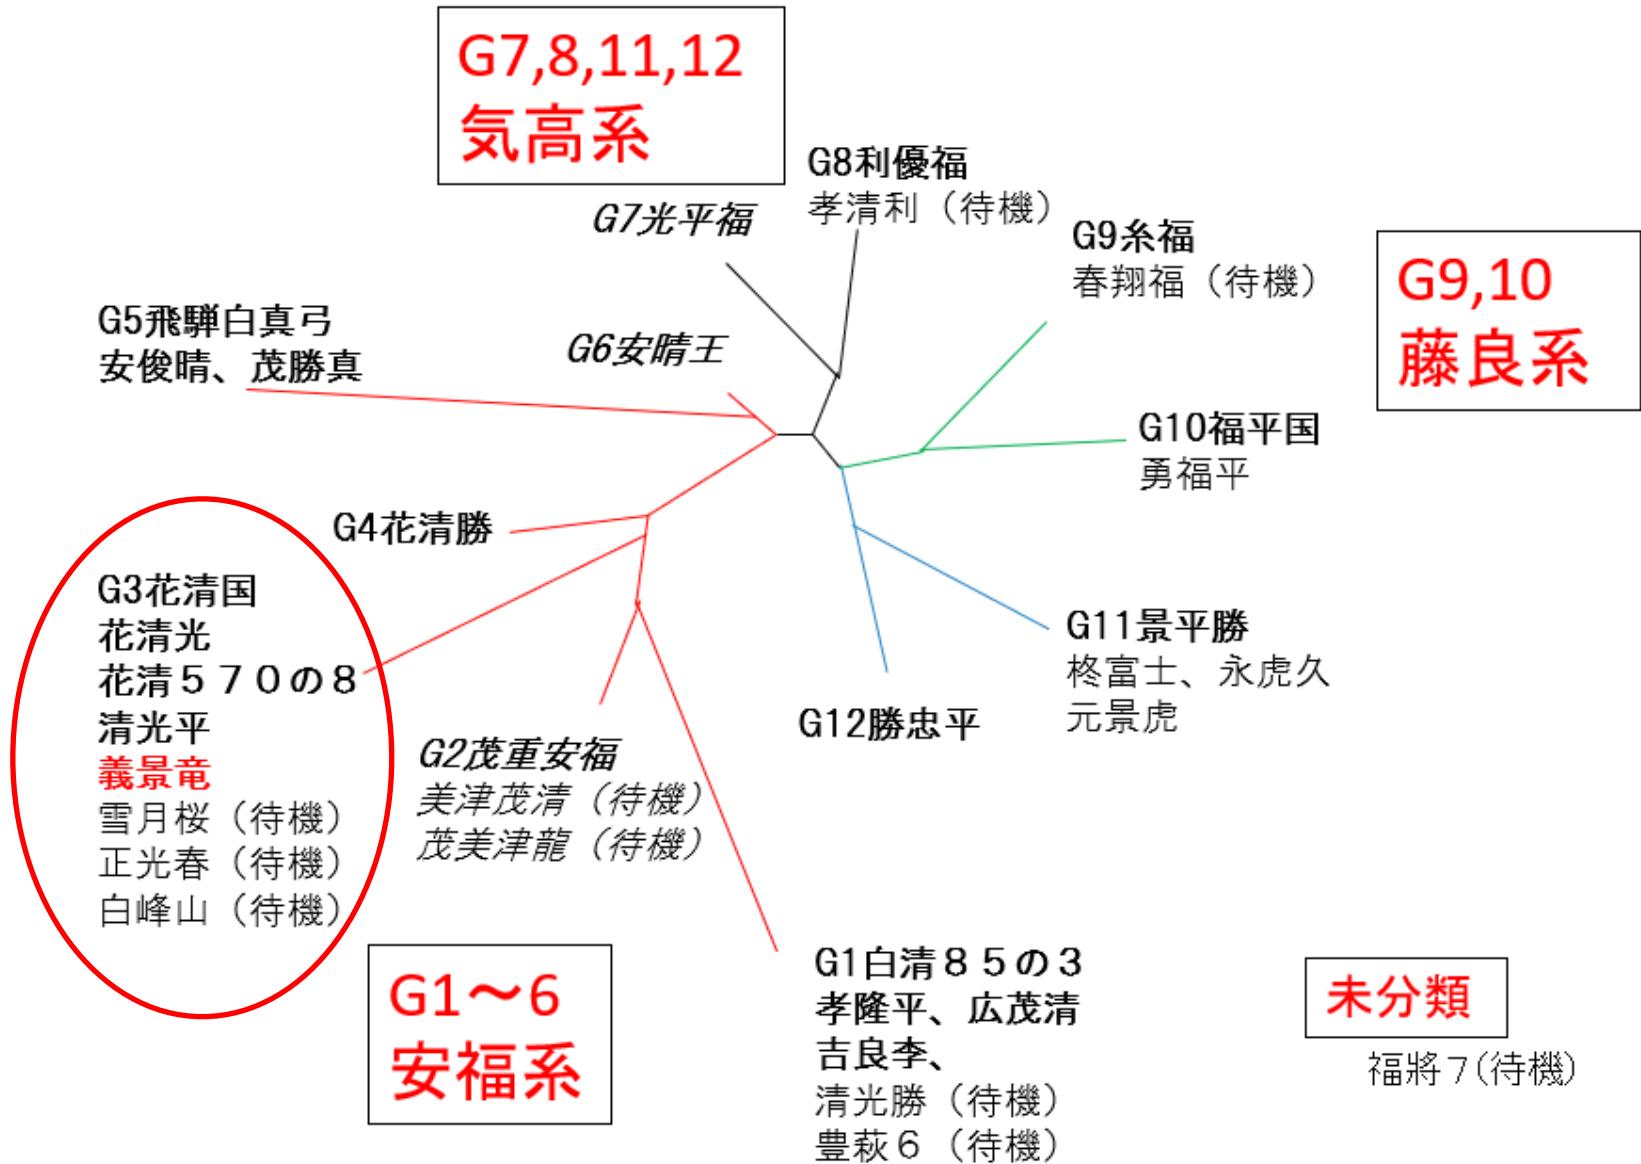 G7,8,11,12
気高系
G8利優福
孝清利（待機）
G7光平福
G9糸福
春翔福（待機）
G9,10
藤良系
G5飛騨白真弓
安俊晴、茂勝真
G6安晴王
G10福平国
勇福平
G4花清勝
G3花清国
花清光
花清５７０の８
清光平
義景竜
雪月桜（待機）
正光春（待機）
白峰山（待機）
G11景平勝
柊富士、永虎久
元景虎
G12勝忠平
G2茂重安福
美津茂清（待機）
茂美津龍（待機）
G1～6
安福系
G1白清８５の３
孝隆平、広茂清
吉良李、
清光勝（待機）
豊萩６（待機）
未分類
福將７(待機)